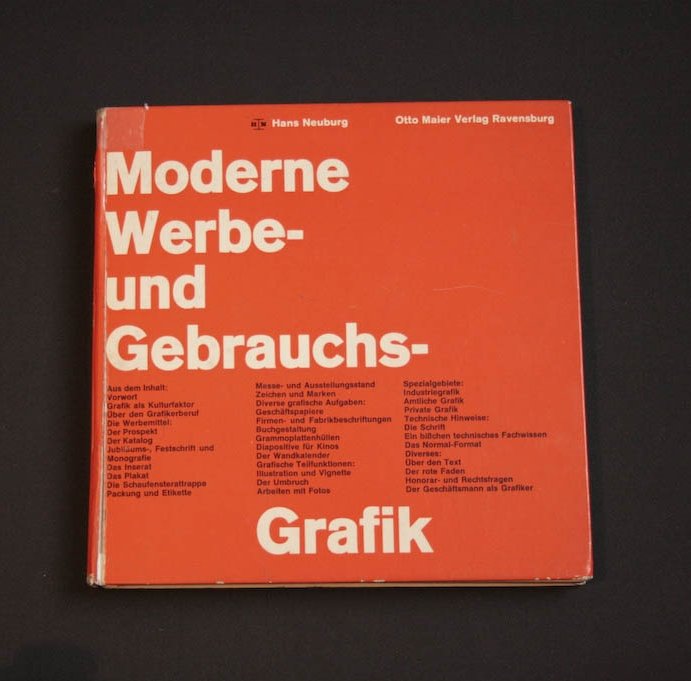 HN Hans Neuburg
Otto Maier Verlag Ravensburg
Moderne
Werbe-
und
Gebrauchs-
Aus dem Inhalt:
Vorwort
Grafik als Kulturfaktor
Über den Grafikerberuf
Die Werbemittel:
Der Prospekt
Der Katalog
Jubiläums-, Festschrift und
Monografie
Das Inserat
Das Plakat
Die Schaufensterattrappe
Packung und Etikette
Messe- und Ausstellungsstand
Zeichen und Marken
Diverse grafische Aufgaben:
Geschäftspapiere
Firmen- und Fabrikbeschriftungen
Buchgestaltung
Grammoplattenhüllen
Diapositive für Kinos
Der Wandkalender
Grafische Teilfunktionen:
Illustration und Vignette
Der Umbruch
Arbeiten mit Fotos
Spezialgebiete:
Industriegrafik
Amtliche Grafik
Private Grafik
Technische Hinweise:
Die Schrift
Ein bißchen technisches Fachwissen
Das Normal-Format
Diverses:
Über den Text
Der rote Faden
Honorar- und Rechtsfragen
Der Geschäftsmann als Grafiker
Grafik